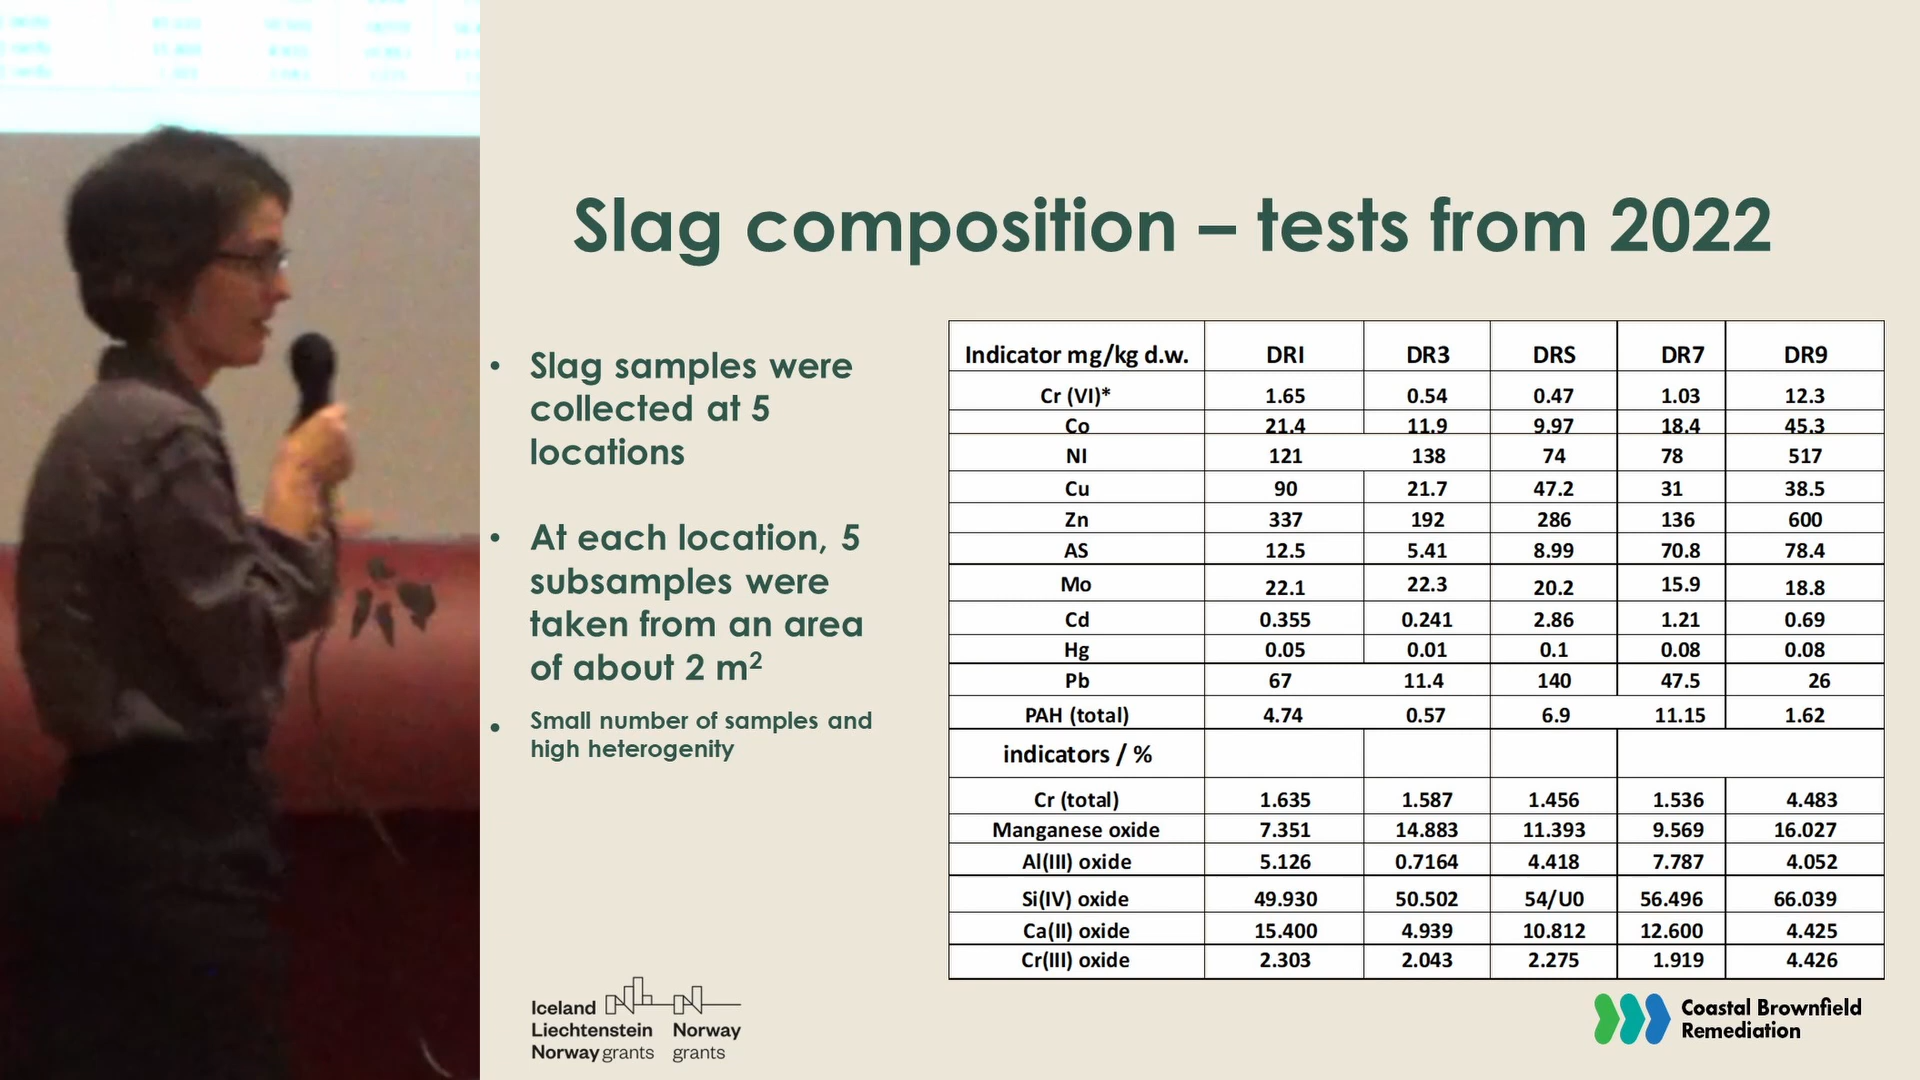 Slag composition – tests from 2022
• Slag samples were
collected at 5
locations
• At each location, 5
subsamples were
taken from an area
of about 2 m²
• Small number of samples and
high heterogenity
Indicator mg/kg d.w. DRI DR3 DRS DR7 DR9
Cr (VI)* 1.65 0.54 0.47 1.03 12.3
Co 21.4 11.9 9.97 18.4 45.3
NI 121 138 74 78 517
Cu 90 21.7 47.2 31 38.5
Zn 337 192 286 136 600
AS 12.5 5.41 8.99 70.8 78.4
Mo 22.1 22.3 20.2 15.9 18.8
Cd 0.355 0.241 2.86 1.21 0.69
Hg 0.05 0.01 0.1 0.08 0.08
Pb 67 11.4 140 47.5 26
PAH (total) 4.74 0.57 6.9 11.15 1.62
indicators / %
Cr (total) 1.635 1.587 1.456 1.536 4.483
Manganese oxide 7.351 14.883 11.393 9.569 16.027
Al(III) oxide 5.126 0.7164 4.418 7.787 4.052
Si(IV) oxide 49.930 50.502 54/U0 56.496 66.039
Ca(II) oxide 15.400 4.939 10.812 12.600 4.425
Cr(III) oxide 2.303 2.043 2.275 1.919 4.426
Iceland
Liechtenstein Norway
Norway grants grants
Coastal Brownfield
Remediation